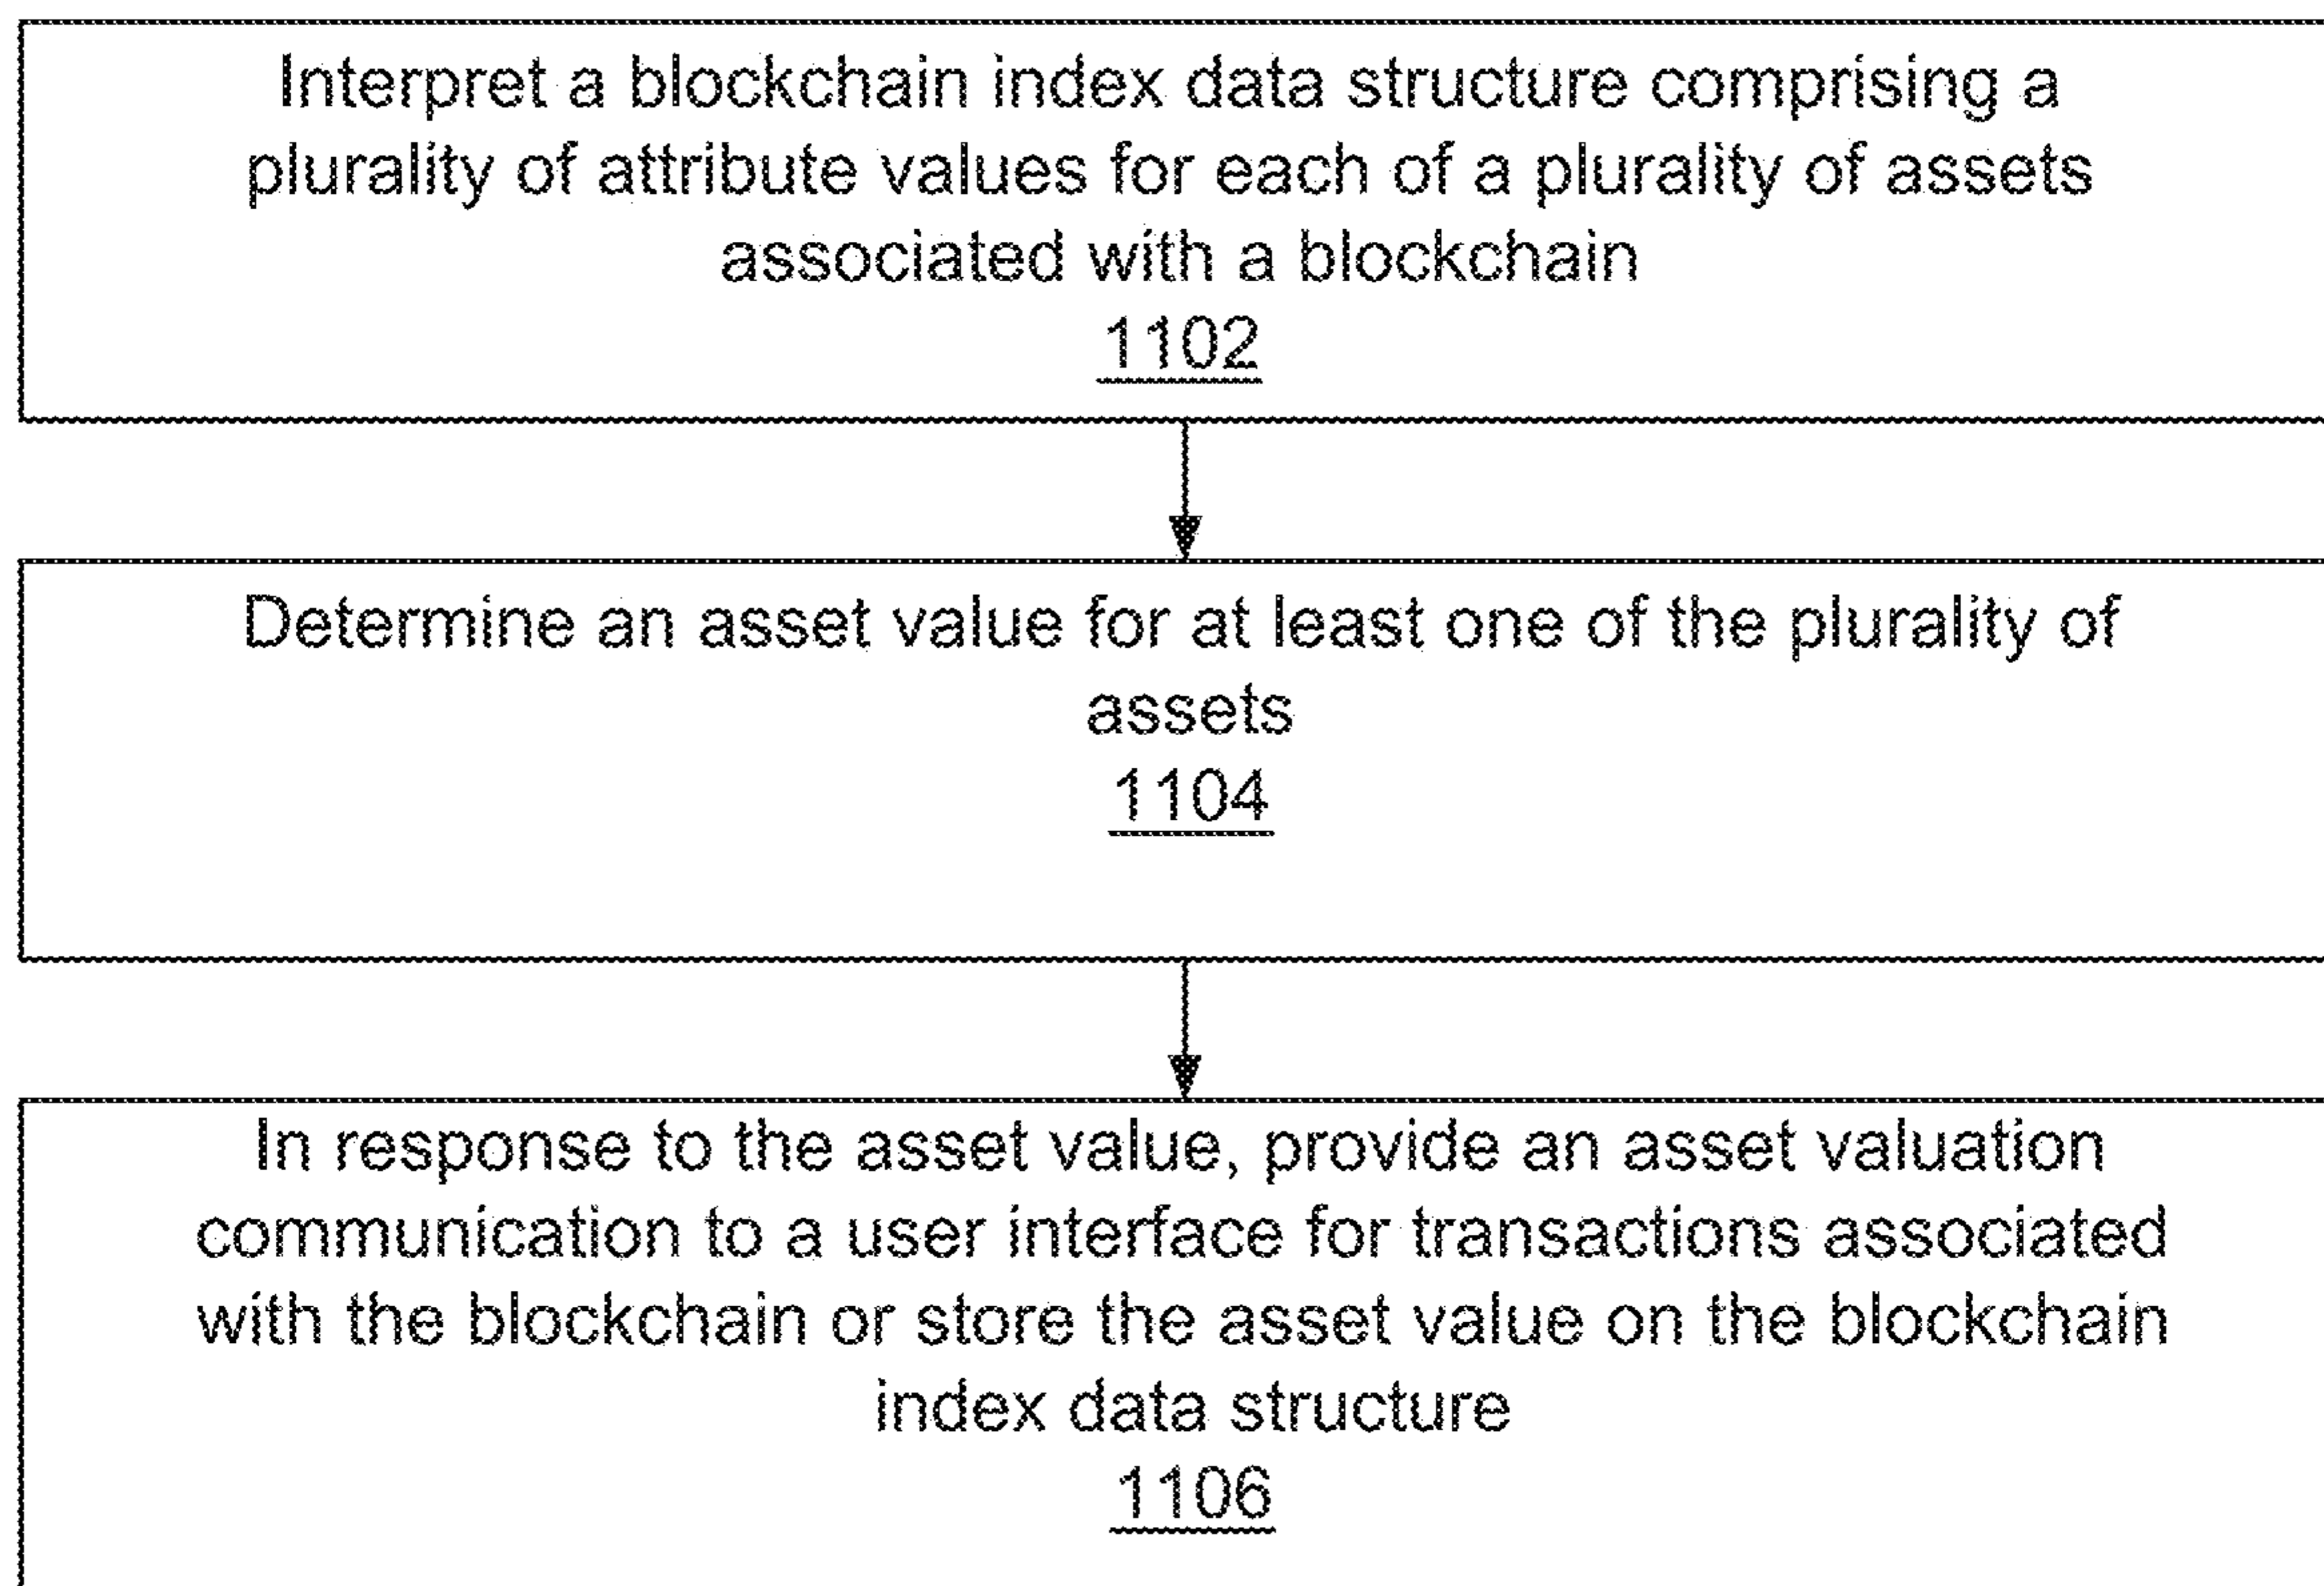 Interpret a blockchain index data structure comprising a
plurality of attribute values for each of a plurality of assets
associated with a blockchain
1102
Determine an asset value for at least one of the plurality of
assets
1104
In response to the asset value, provide an asset valuation
communication to a user interface for transactions associated
with the blockchain or store the asset value on the blockchain
index data structure
1106